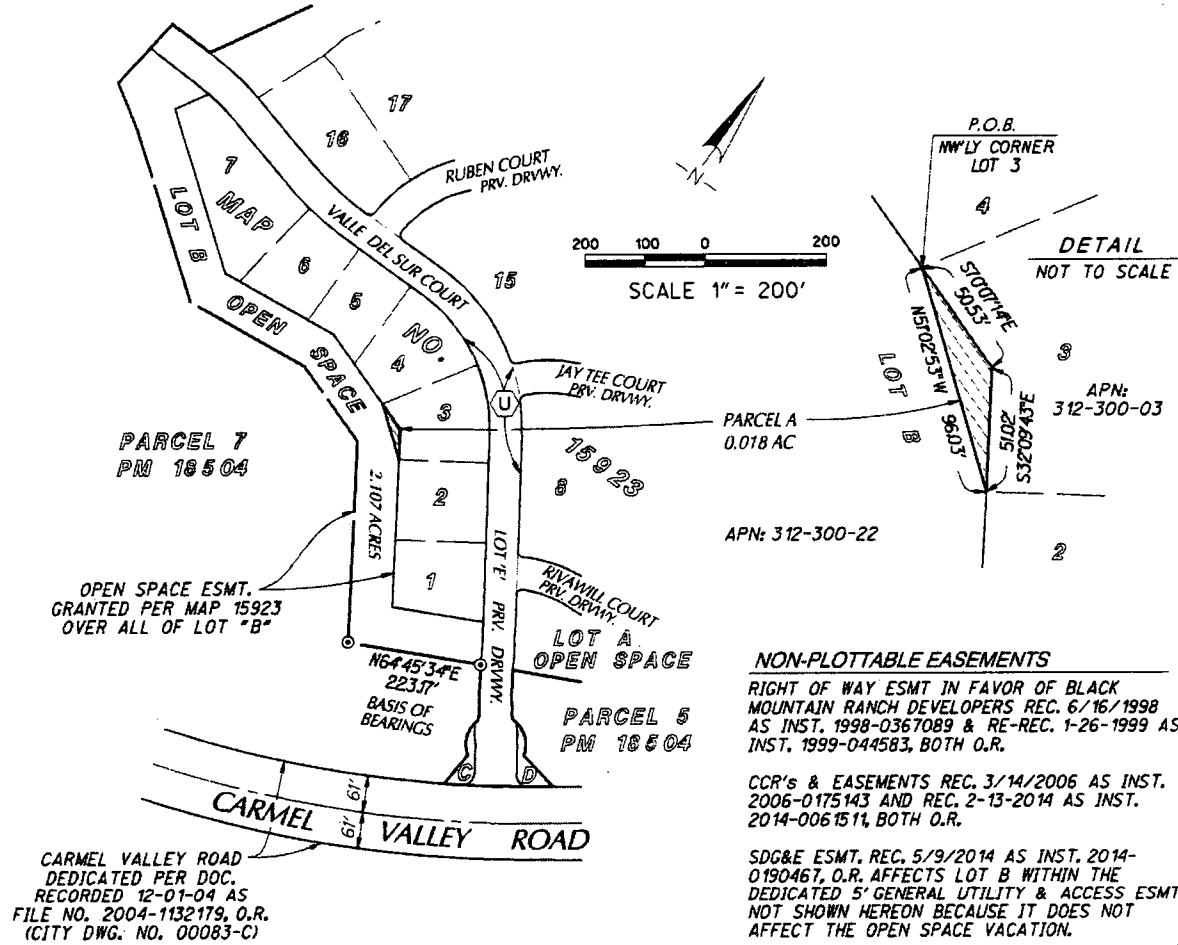 17
16
RUBEN COURT
PRV. DRVWY.
7
MAP
LOT B
VALLE DEL SUR COURT
6
5
OPEN SPACE
NO.
4
15
3
N
200 100 0 200
SCALE 1" = 200'
JAY TEE COURT
PRV. DRVWY.
U
PARCEL 7
PM 18504
2.107 ACRES
2
15923
8
1
LOT 'E' PRV. DRVWY.
RIVAWILL COURT
PRV. DRVWY.
OPEN SPACE ESMT.
GRANTED PER MAP 15923
OVER ALL OF LOT "B"
LOT A
OPEN SPACE
N64°45'34"E
223.17'
BASIS OF
BEARINGS
PARCEL 5
PM 18504
C
D
61'
61'
CARMEL VALLEY ROAD
CARMEL VALLEY ROAD
DEDICATED PER DOC.
RECORDED 12-01-04 AS
FILE NO. 2004-1132179, O.R.
(CITY DWG. NO. 00083-C)
P.O.B.
NW'LY CORNER
LOT 3
4
DETAIL
NOT TO SCALE
S70°07'14"E
50.53'
N51°02'53"W
96.03'
LOT B
3
APN:
312-300-03
51.02'
S32°09'43"E
PARCEL A
0.018 AC
APN: 312-300-22
2
NON-PLOTTABLE EASEMENTS
RIGHT OF WAY ESMT IN FAVOR OF BLACK
MOUNTAIN RANCH DEVELOPERS REC. 6/16/1998
AS INST. 1998-0367089 & RE-REC. 1-26-1999 AS
INST. 1999-044583, BOTH O.R.
CCR's & EASEMENTS REC. 3/14/2006 AS INST.
2006-0175143 AND REC. 2-13-2014 AS INST.
2014-0061511, BOTH O.R.
SDG&E ESMT. REC. 5/9/2014 AS INST. 2014-
0190467, O.R. AFFECTS LOT B WITHIN THE
DEDICATED 5' GENERAL UTILITY & ACCESS ESMT
NOT SHOWN HEREON BECAUSE IT DOES NOT
AFFECT THE OPEN SPACE VACATION.